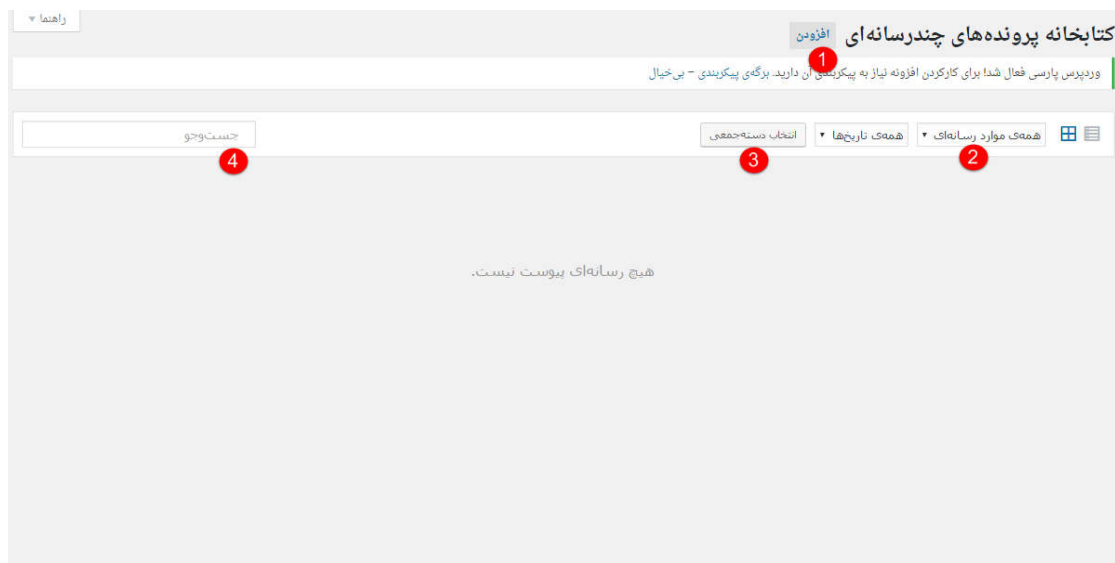 راهنما ▼
کتابخانه پرونده‌های چندرسانه‌ای افزودن
1
وردپرس پارسی فعال شد! برای کارکردن افزونه نیاز به پیکربندی آن دارید. برگه‌ی پیکربندی – بی‌خیال
همه‌ی موارد رسانه‌ای ▼ همه‌ی تاریخ‌ها ▼ انتخاب دسته‌جمعی جست‌وجو
2 3 4
هیچ رسانه‌ای پیوست نیست.